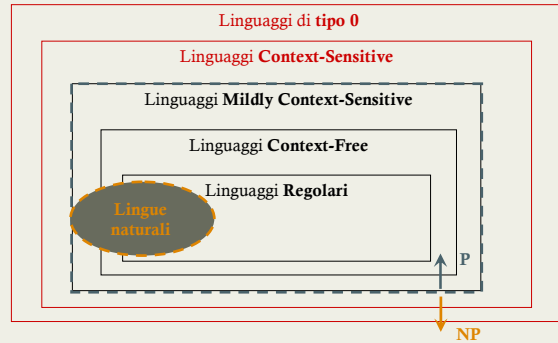 Linguaggi di tipo 0
Linguaggi Context-Sensitive
Linguaggi Mildly Context-Sensitive
Linguaggi Context-Free
Linguaggi Regolari
Lingue
naturali
P
NP